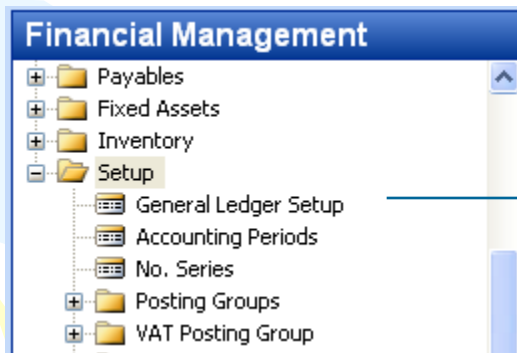 Financial Management
Payables
Fixed Assets
Inventory
Setup
General Ledger Setup
Accounting Periods
No. Series
Posting Groups
VAT Posting Group